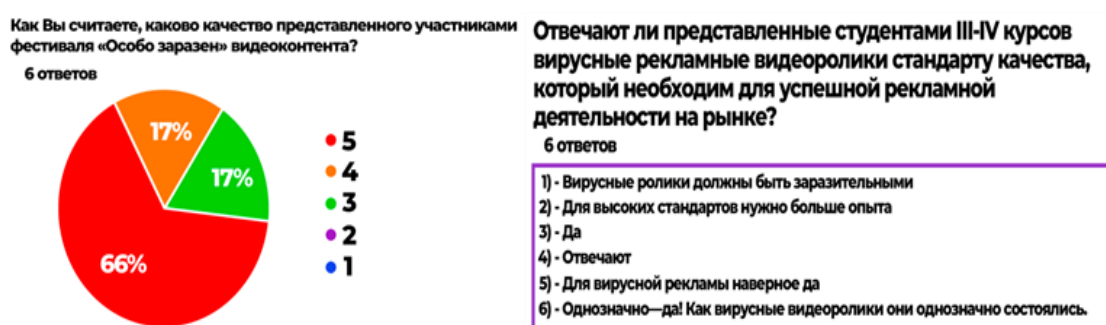 Как Вы считаете, каково качество представленного участниками
фестиваля «Особо заразен» видеоконтента?
6 ответов
17%
17%
66%
5
4
3
2
1
Отвечают ли представленные студентами III-IV курсов
вирусные рекламные видеоролики стандарту качества,
который необходим для успешной рекламной
деятельности на рынке?
6 ответов
1) - Вирусные ролики должны быть заразительными
2) - Для высоких стандартов нужно больше опыта
3) - Да
4) - Отвечают
5) - Для вирусной рекламы наверное да
6) - Однозначно—да! Как вирусные видеоролики они однозначно состоялись.